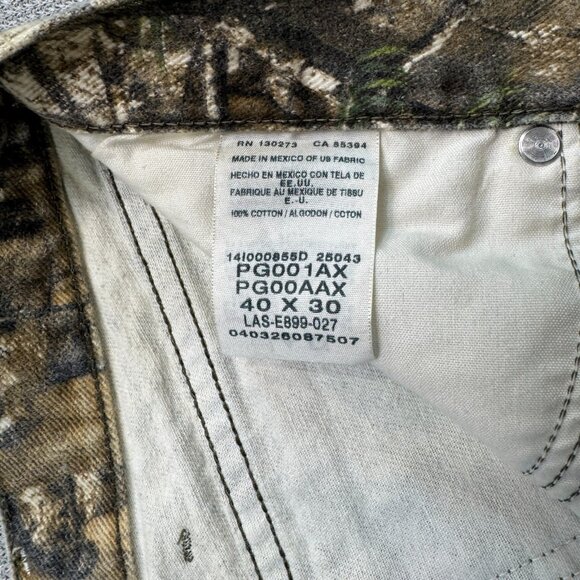 RN 130273 CA 55394
MADE IN MEXICO OF US FABRIC
HECHO EN MEXICO CON TELA DE
EE.UU.
FABRIQUE AU MEXIQUE DE TISSU
E.-U.
100% COTTON / ALGODON / COTON
14I000855D 25043
PG001AX
PG00AAX
40 X 30
LAS-E899-027
040326087507